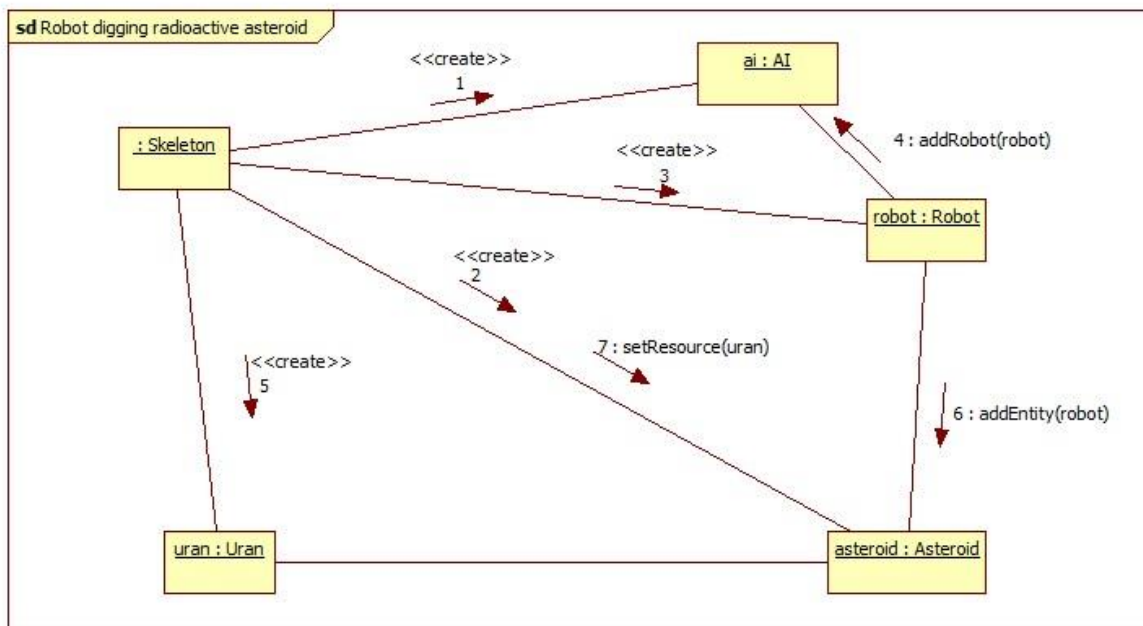 sd Robot digging radioactive asteroid
<<create>>
1
ai : AI
: Skeleton
4 : addRobot(robot)
<<create>>
3
robot : Robot
<<create>>
2
7 : setResource(uran)
<<create>>
5
6 : addEntity(robot)
uran : Uran
asteroid : Asteroid